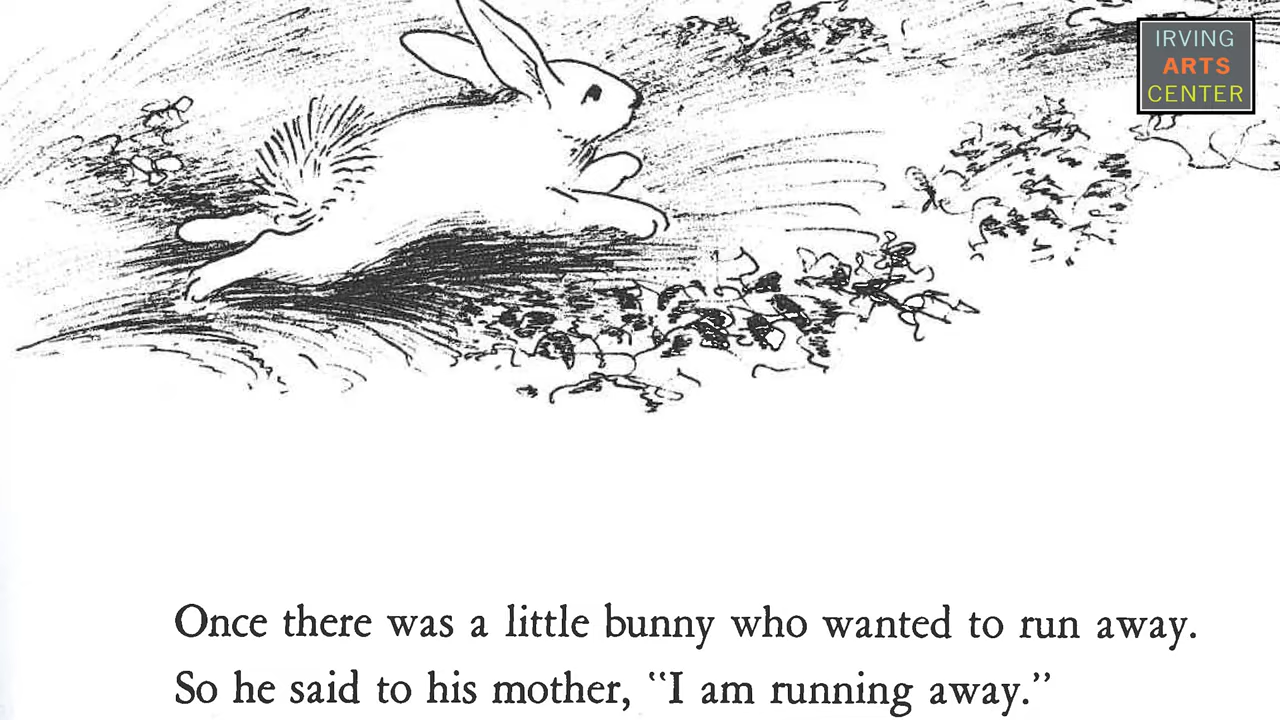 IRVING
ARTS
CENTER
Once there was a little bunny who wanted to run away.
So he said to his mother, “I am running away.”